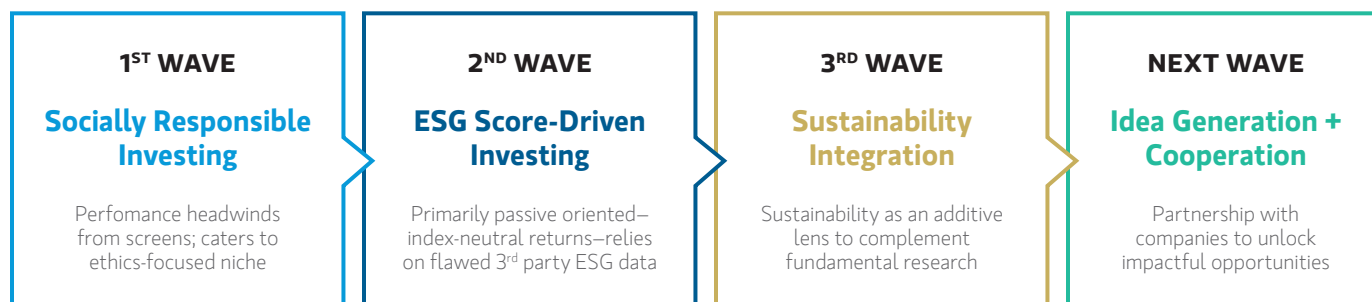 1ST WAVE
Socially Responsible
Investing
Perfomance headwinds
from screens; caters to
ethics-focused niche
2ND WAVE
ESG Score-Driven
Investing
Primarily passive oriented—
index-neutral returns—relies
on flawed 3rd party ESG data
3RD WAVE
Sustainability
Integration
Sustainability as an additive
lens to complement
fundamental research
NEXT WAVE
Idea Generation +
Cooperation
Partnership with
companies to unlock
impactful opportunities